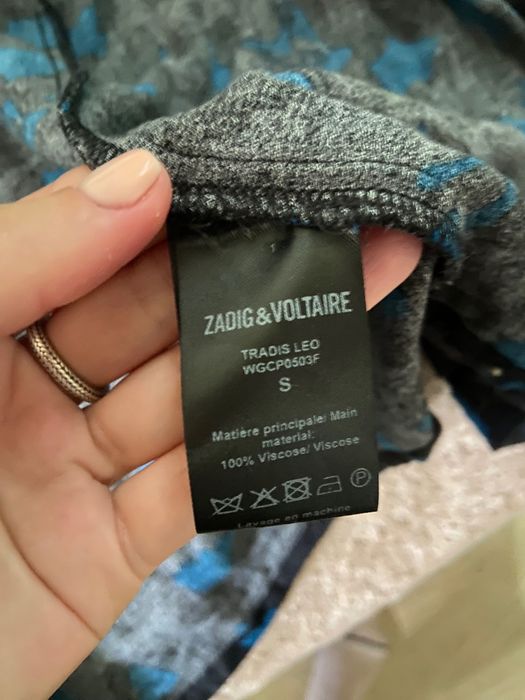 ZADIG&VOLTAIRE
TRADIS LEO
WGCP0503F
S
Matière principale/ Main
material:
100% Viscose/ Viscose
P
Lavage en machine